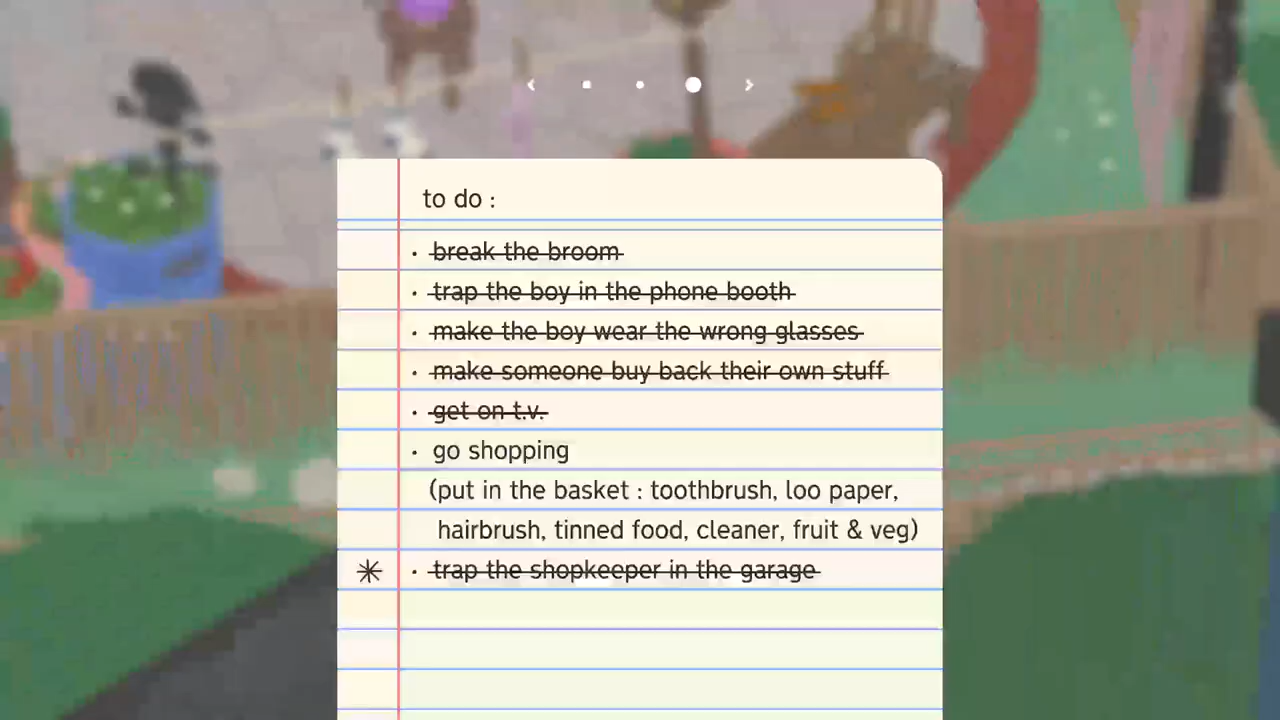 to do :
· break the broom
· trap the boy in the phone booth
· make the boy wear the wrong glasses
· make someone buy back their own stuff
· get on t.v.
· go shopping
(put in the basket : toothbrush, loo paper,
hairbrush, tinned food, cleaner, fruit & veg)
· trap the shopkeeper in the garage